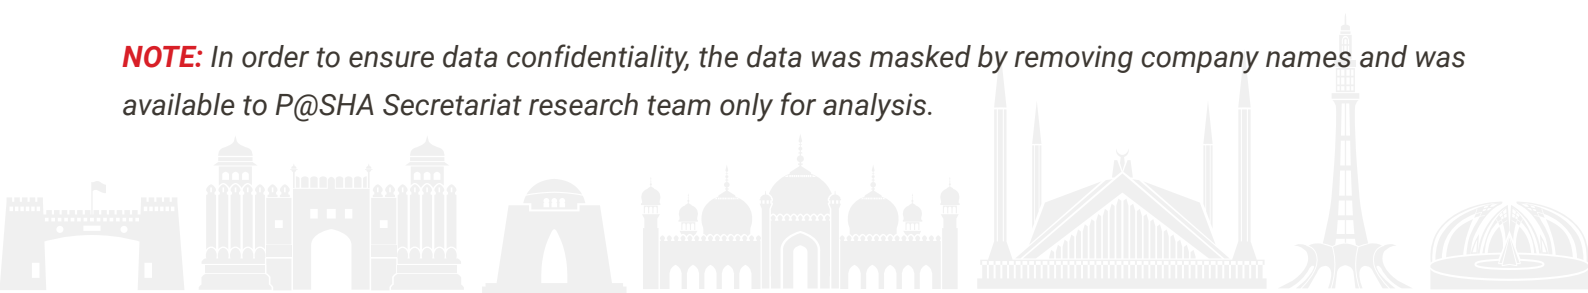 NOTE: In order to ensure data confidentiality, the data was masked by removing company names and was
available to P@SHA Secretariat research team only for analysis.